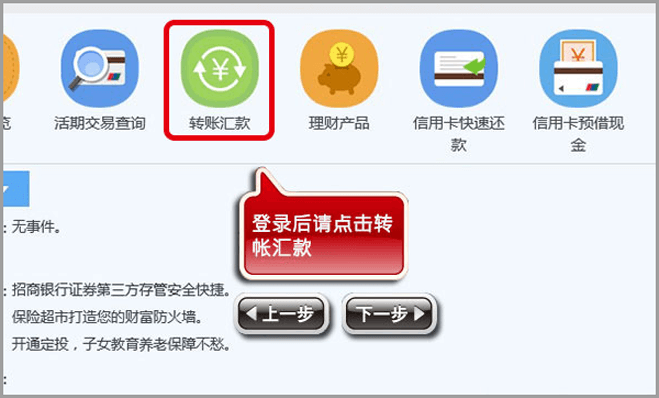 览
活期交易查询
转账汇款
理财产品
信用卡快速还
款
信用卡预借现
金
登录后请点击转
帐汇款
：无事件。
：招商银行证券第三方存管安全快捷。
保险超市打造您的财富防火墙。
开通定投，子女教育养老保障不愁。
：
上一步
下一步